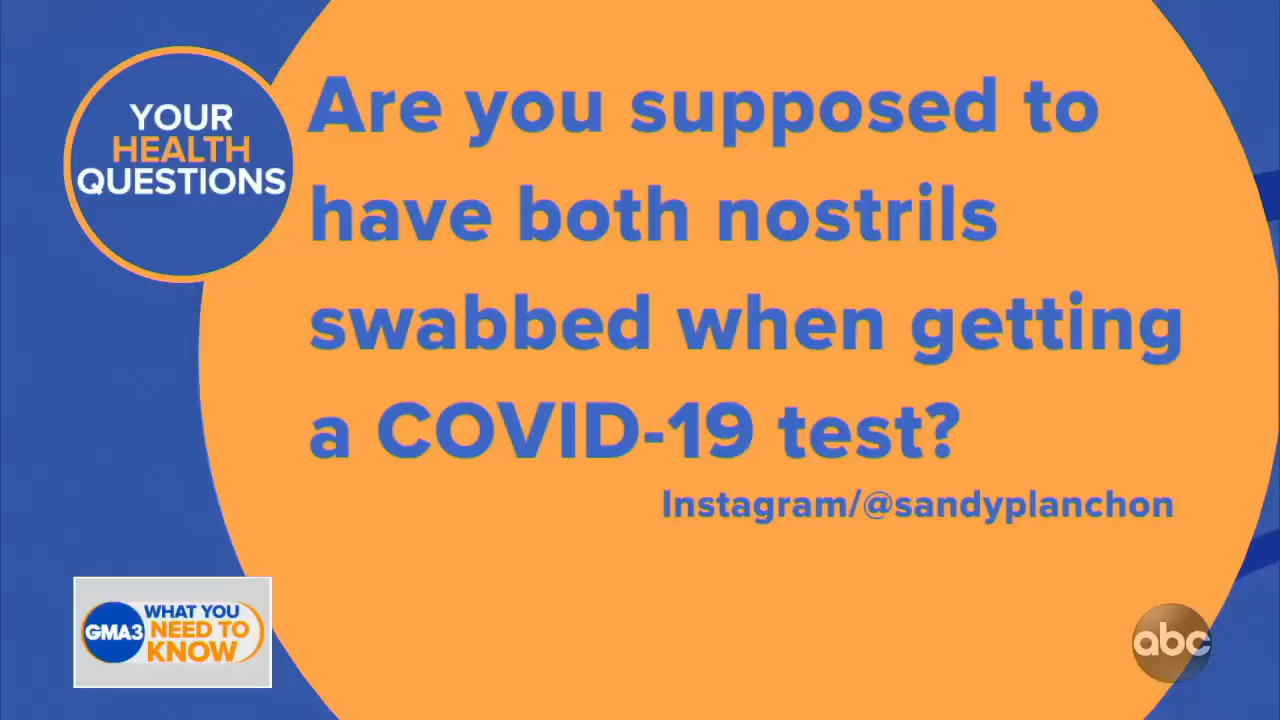 YOUR
HEALTH
QUESTIONS
Are you supposed to
have both nostrils
swabbed when getting
a COVID-19 test?
Instagram/@sandyplanchon
GMA3
WHAT YOU
NEED TO
KNOW
abc